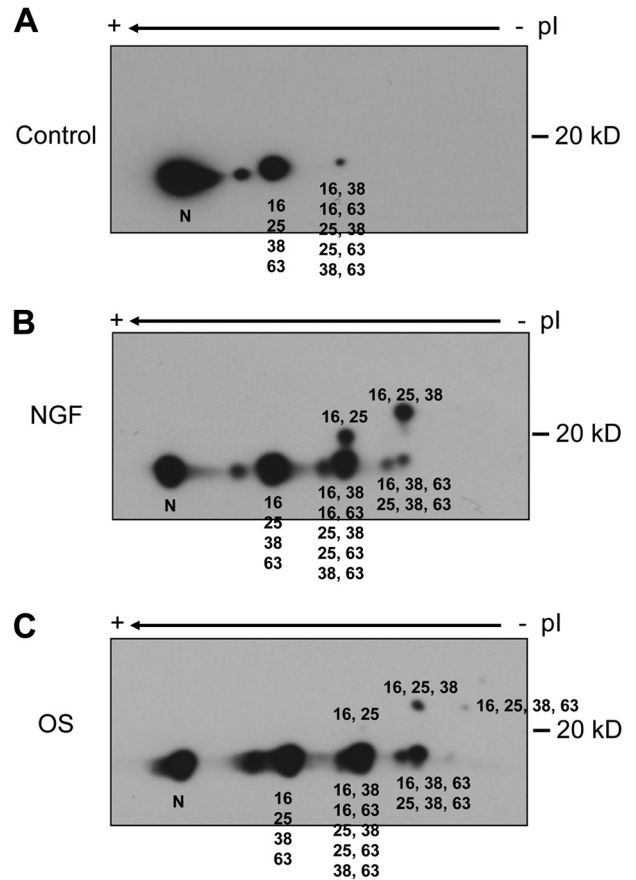 A
+ - pI
Control
20 kD
N
16
25
38
63
16, 38
16, 63
25, 38
25, 63
38, 63
B
+ - pI
NGF
16, 25, 38
16, 25
20 kD
N
16
25
38
63
16, 38
16, 63
25, 38
25, 63
38, 63
16, 38, 63
25, 38, 63
C
+ - pI
OS
16, 25, 38
16, 25, 38, 63
16, 25
20 kD
N
16
25
38
63
16, 38
16, 63
25, 38
25, 63
38, 63
16, 38, 63
25, 38, 63